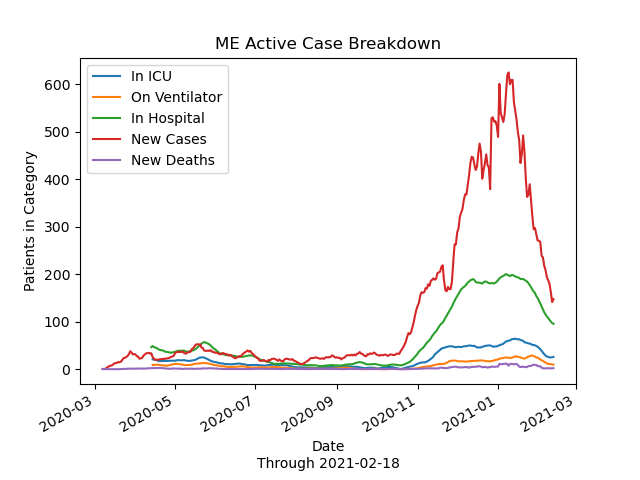 ME Active Case Breakdown
In ICU
On Ventilator
In Hospital
New Cases
New Deaths
Patients in Category
600
500
400
300
200
100
0
2020-03
2020-05
2020-07
2020-09
2020-11
2021-01
2021-03
Date
Through 2021-02-18